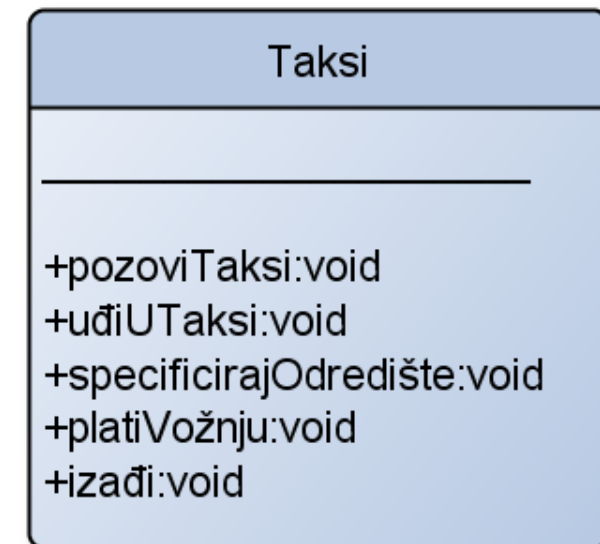 Taksi
+pozoviTaksi:void
+uđiUTaksi:void
+specificirajOdredište:void
+platiVožnju:void
+izađi:void